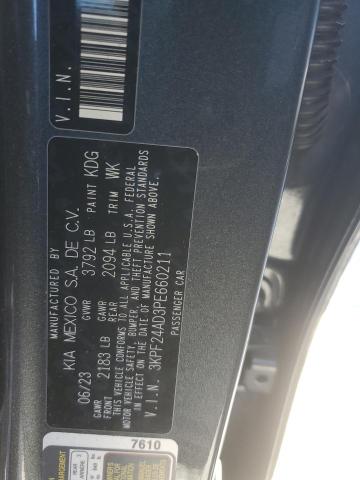 V.I.N.
MANUFACTURED BY
KIA MEXICO S.A. DE C.V.
06/23 GVWR 3792 LB PAINT KDG
GAWR FRONT 2183 LB GAWR REAR 2094 LB TRIM WK
THIS VEHICLE CONFORMS TO ALL APPLICABLE U.S.A. FEDERAL
MOTOR VEHICLE SAFETY, BUMPER, AND THEFT PREVENTION STANDARDS
IN EFFECT ON THE DATE OF MANUFACTURE SHOWN ABOVE.
V.I.N. 3KPF24AD3PE660211
PASSENGER CAR
7610
REAR